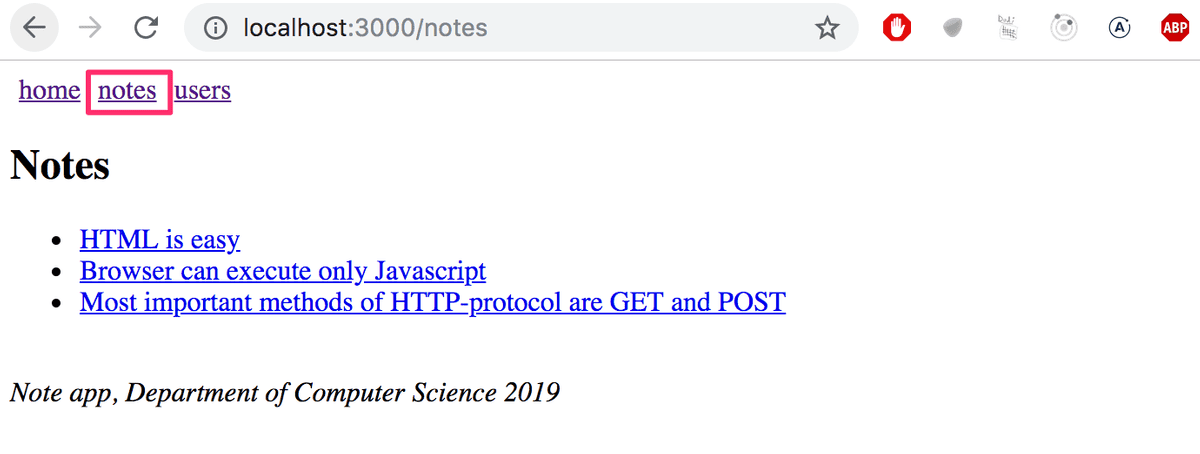 localhost:3000/notes
A
ABP
home notes users
Notes
HTML is easy
Browser can execute only Javascript
Most important methods of HTTP-protocol are GET and POST
Note app, Department of Computer Science 2019